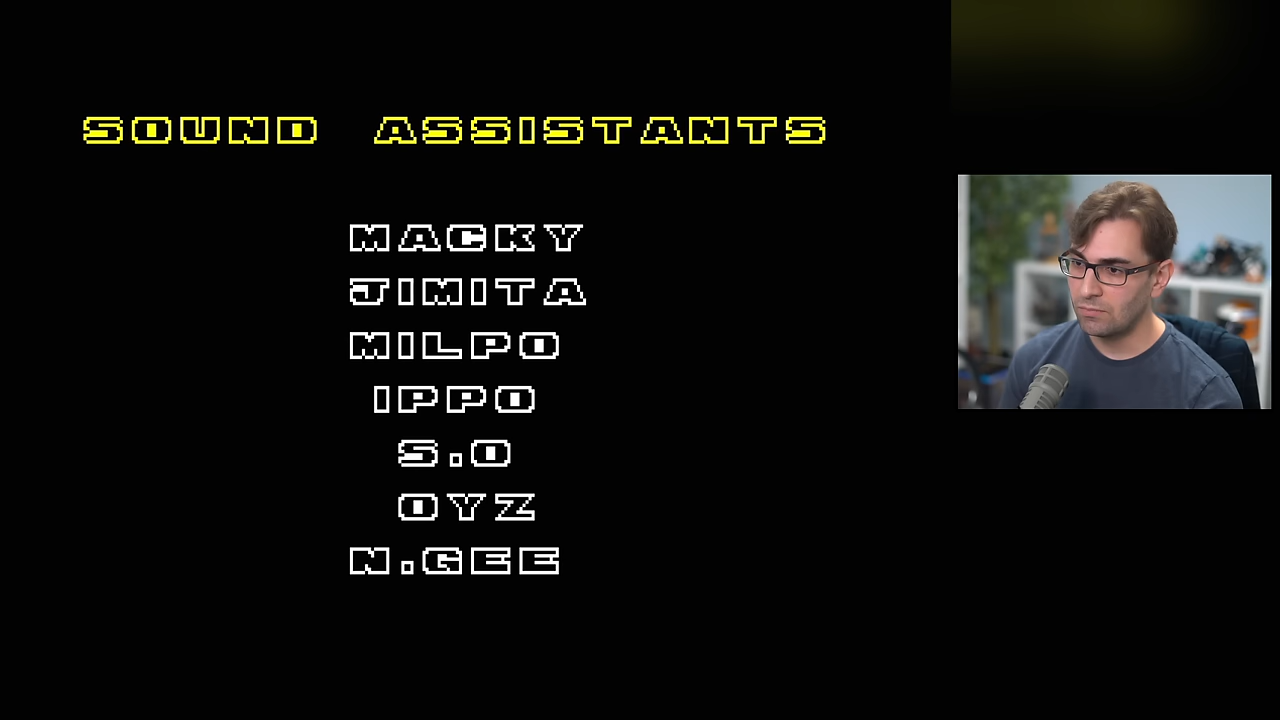 SOUND ASSISTANTS
MACKY
JIMITA
MILPO
IPPO
S.O
OYZ
N.GEE